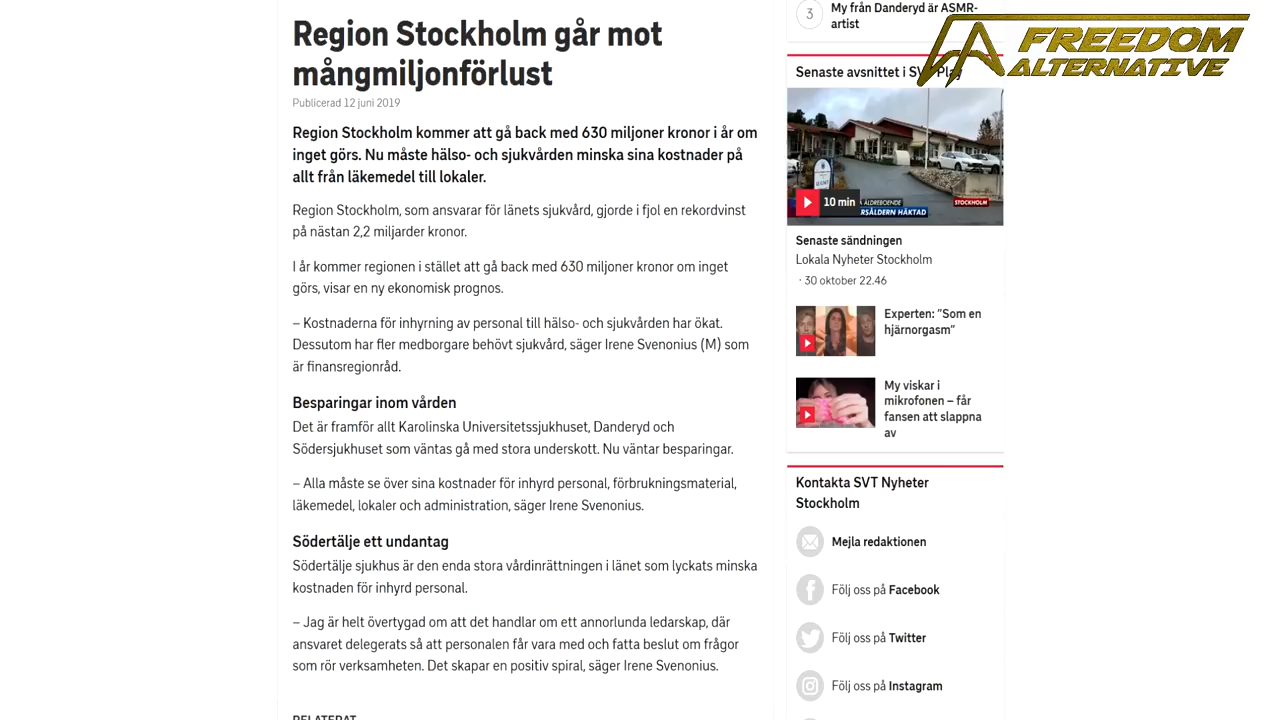 Region Stockholm går mot
mångmiljonförlust
Publicerad 12 juni 2019
Region Stockholm kommer att gå back med 630 miljoner kronor i år om
inget görs. Nu måste hälso- och sjukvården minska sina kostnader på
allt från läkemedel till lokaler.
Region Stockholm, som ansvarar för länets sjukvård, gjorde i fjol en rekordvinst
på nästan 2,2 miljarder kronor.
I år kommer regionen i stället att gå back med 630 miljoner kronor om inget
görs, visar en ny ekonomisk prognos.
– Kostnaderna för inhyrning av personal till hälso- och sjukvården har ökat.
Dessutom har fler medborgare behövt sjukvård, säger Irene Svenonius (M) som
är finansregionråd.
Besparingar inom vården
Det är framför allt Karolinska Universitetssjukhuset, Danderyd och
Södersjukhuset som väntas gå med stora underskott. Nu väntar besparingar.
– Alla måste se över sina kostnader för inhyrd personal, förbrukningsmaterial,
läkemedel, lokaler och administration, säger Irene Svenonius.
Södertälje ett undantag
Södertälje sjukhus är den enda stora vårdinrättningen i länet som lyckats minska
kostnaden för inhyrd personal.
– Jag är helt övertygad om att det handlar om ett annorlunda ledarskap, där
ansvaret delegerats så att personalen får vara med och fatta beslut om frågor
som rör verksamheten. Det skapar en positiv spiral, säger Irene Svenonius.
RELATERAT
3
My från Danderyd är ASMR-
artist
FREEDOM
ALTERNATIVE
Senaste avsnittet i SVT Play
10 min
ÄLDREBOENDE
RSÅLDERN HÄKTAD
STOCKHOLM
Senaste sändningen
Lokala Nyheter Stockholm
· 30 oktober 22.46
Experten: ”Som en
hjärnorgasm”
My viskar i
mikrofonen – får
fansen att slappna
av
Kontakta SVT Nyheter
Stockholm
Mejla redaktionen
Följ oss på Facebook
Följ oss på Twitter
Följ oss på Instagram